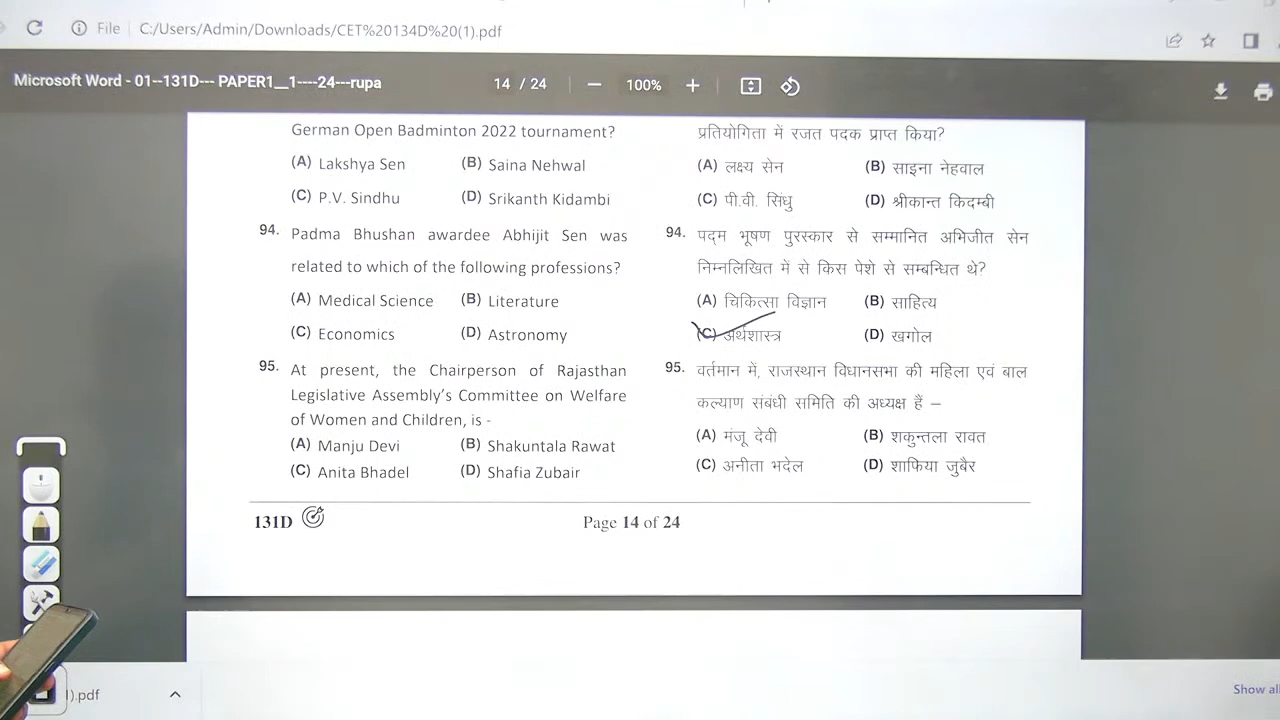 File C:/Users/Admin/Downloads/CET%20134D%20(1).pdf
Microsoft Word - 01--131D--- PAPER1__1----24---rupa 14 / 24 100%
German Open Badminton 2022 tournament?
(A) Lakshya Sen (B) Saina Nehwal
(C) P.V. Sindhu (D) Srikanth Kidambi
94. Padma Bhushan awardee Abhijit Sen was
related to which of the following professions?
(A) Medical Science (B) Literature
(C) Economics (D) Astronomy
95. At present, the Chairperson of Rajasthan
Legislative Assembly's Committee on Welfare
of Women and Children, is -
(A) Manju Devi (B) Shakuntala Rawat
(C) Anita Bhadel (D) Shafia Zubair
प्रतियोगिता में रजत पदक प्राप्त किया?
(A) लक्ष्य सेन (B) साइना नेहवाल
(C) पी.वी. सिंधु (D) श्रीकान्त किदम्बी
94. पद्म भूषण पुरस्कार से सम्मानित अभिजीत सेन
निम्नलिखित में से किस पेशे से सम्बन्धित थे?
(A) चिकित्सा विज्ञान (B) साहित्य
(C) अर्थशास्त्र (D) खगोल
95. वर्तमान में, राजस्थान विधानसभा की महिला एवं बाल
कल्याण संबंधी समिति की अध्यक्ष हैं –
(A) मंजू देवी (B) शकुन्तला रावत
(C) अनीता भदेल (D) शाफिया जुबैर
131D Page 14 of 24
).pdf
Show all